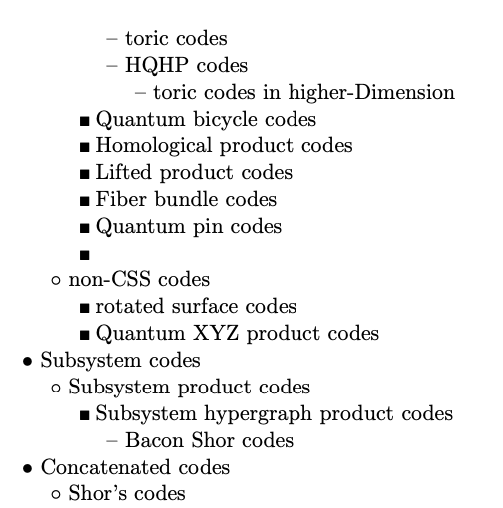 – toric codes
– HQHP codes
– toric codes in higher-Dimension
■ Quantum bicycle codes
■ Homological product codes
■ Lifted product codes
■ Fiber bundle codes
■ Quantum pin codes
■
○ non-CSS codes
■ rotated surface codes
■ Quantum XYZ product codes
● Subsystem codes
○ Subsystem product codes
■ Subsystem hypergraph product codes
– Bacon Shor codes
● Concatenated codes
○ Shor's codes